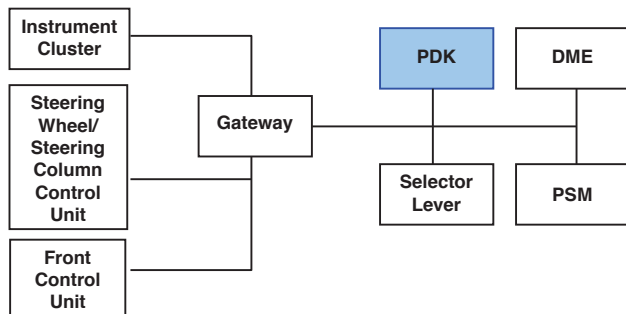 Instrument
Cluster
Steering
Wheel/
Steering
Column
Control
Unit
Front
Control
Unit
Gateway
PDK
DME
Selector
Lever
PSM